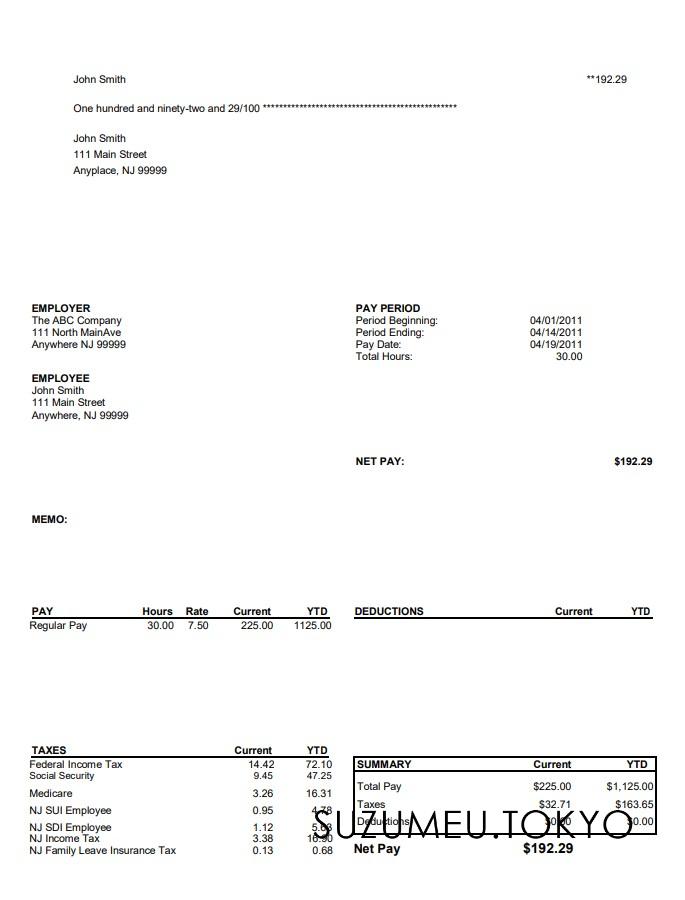 John Smith **192.29
One hundred and ninety-two and 29/100 ************************************************
John Smith
111 Main Street
Anyplace, NJ 99999
EMPLOYER
The ABC Company
111 North MainAve
Anywhere NJ 99999
PAY PERIOD
Period Beginning: 04/01/2011
Period Ending: 04/14/2011
Pay Date: 04/19/2011
Total Hours: 30.00
EMPLOYEE
John Smith
111 Main Street
Anywhere, NJ 99999
NET PAY: $192.29
MEMO:
PAY Hours Rate Current YTD
Regular Pay 30.00 7.50 225.00 1125.00
DEDUCTIONS Current YTD
TAXES Current YTD
Federal Income Tax 14.42 72.10
Social Security 9.45 47.25
Medicare 3.26 16.31
NJ SUI Employee 0.95 4.78
NJ SDI Employee 1.12
NJ Income Tax 3.38 16.90
NJ Family Leave Insurance Tax 0.13 0.68
SUMMARY Current YTD
Total Pay $225.00 $1,125.00
Taxes $32.71 $163.65
Deductions $0.00 $0.00
SUZUMEU.TOKYO
Net Pay $192.29